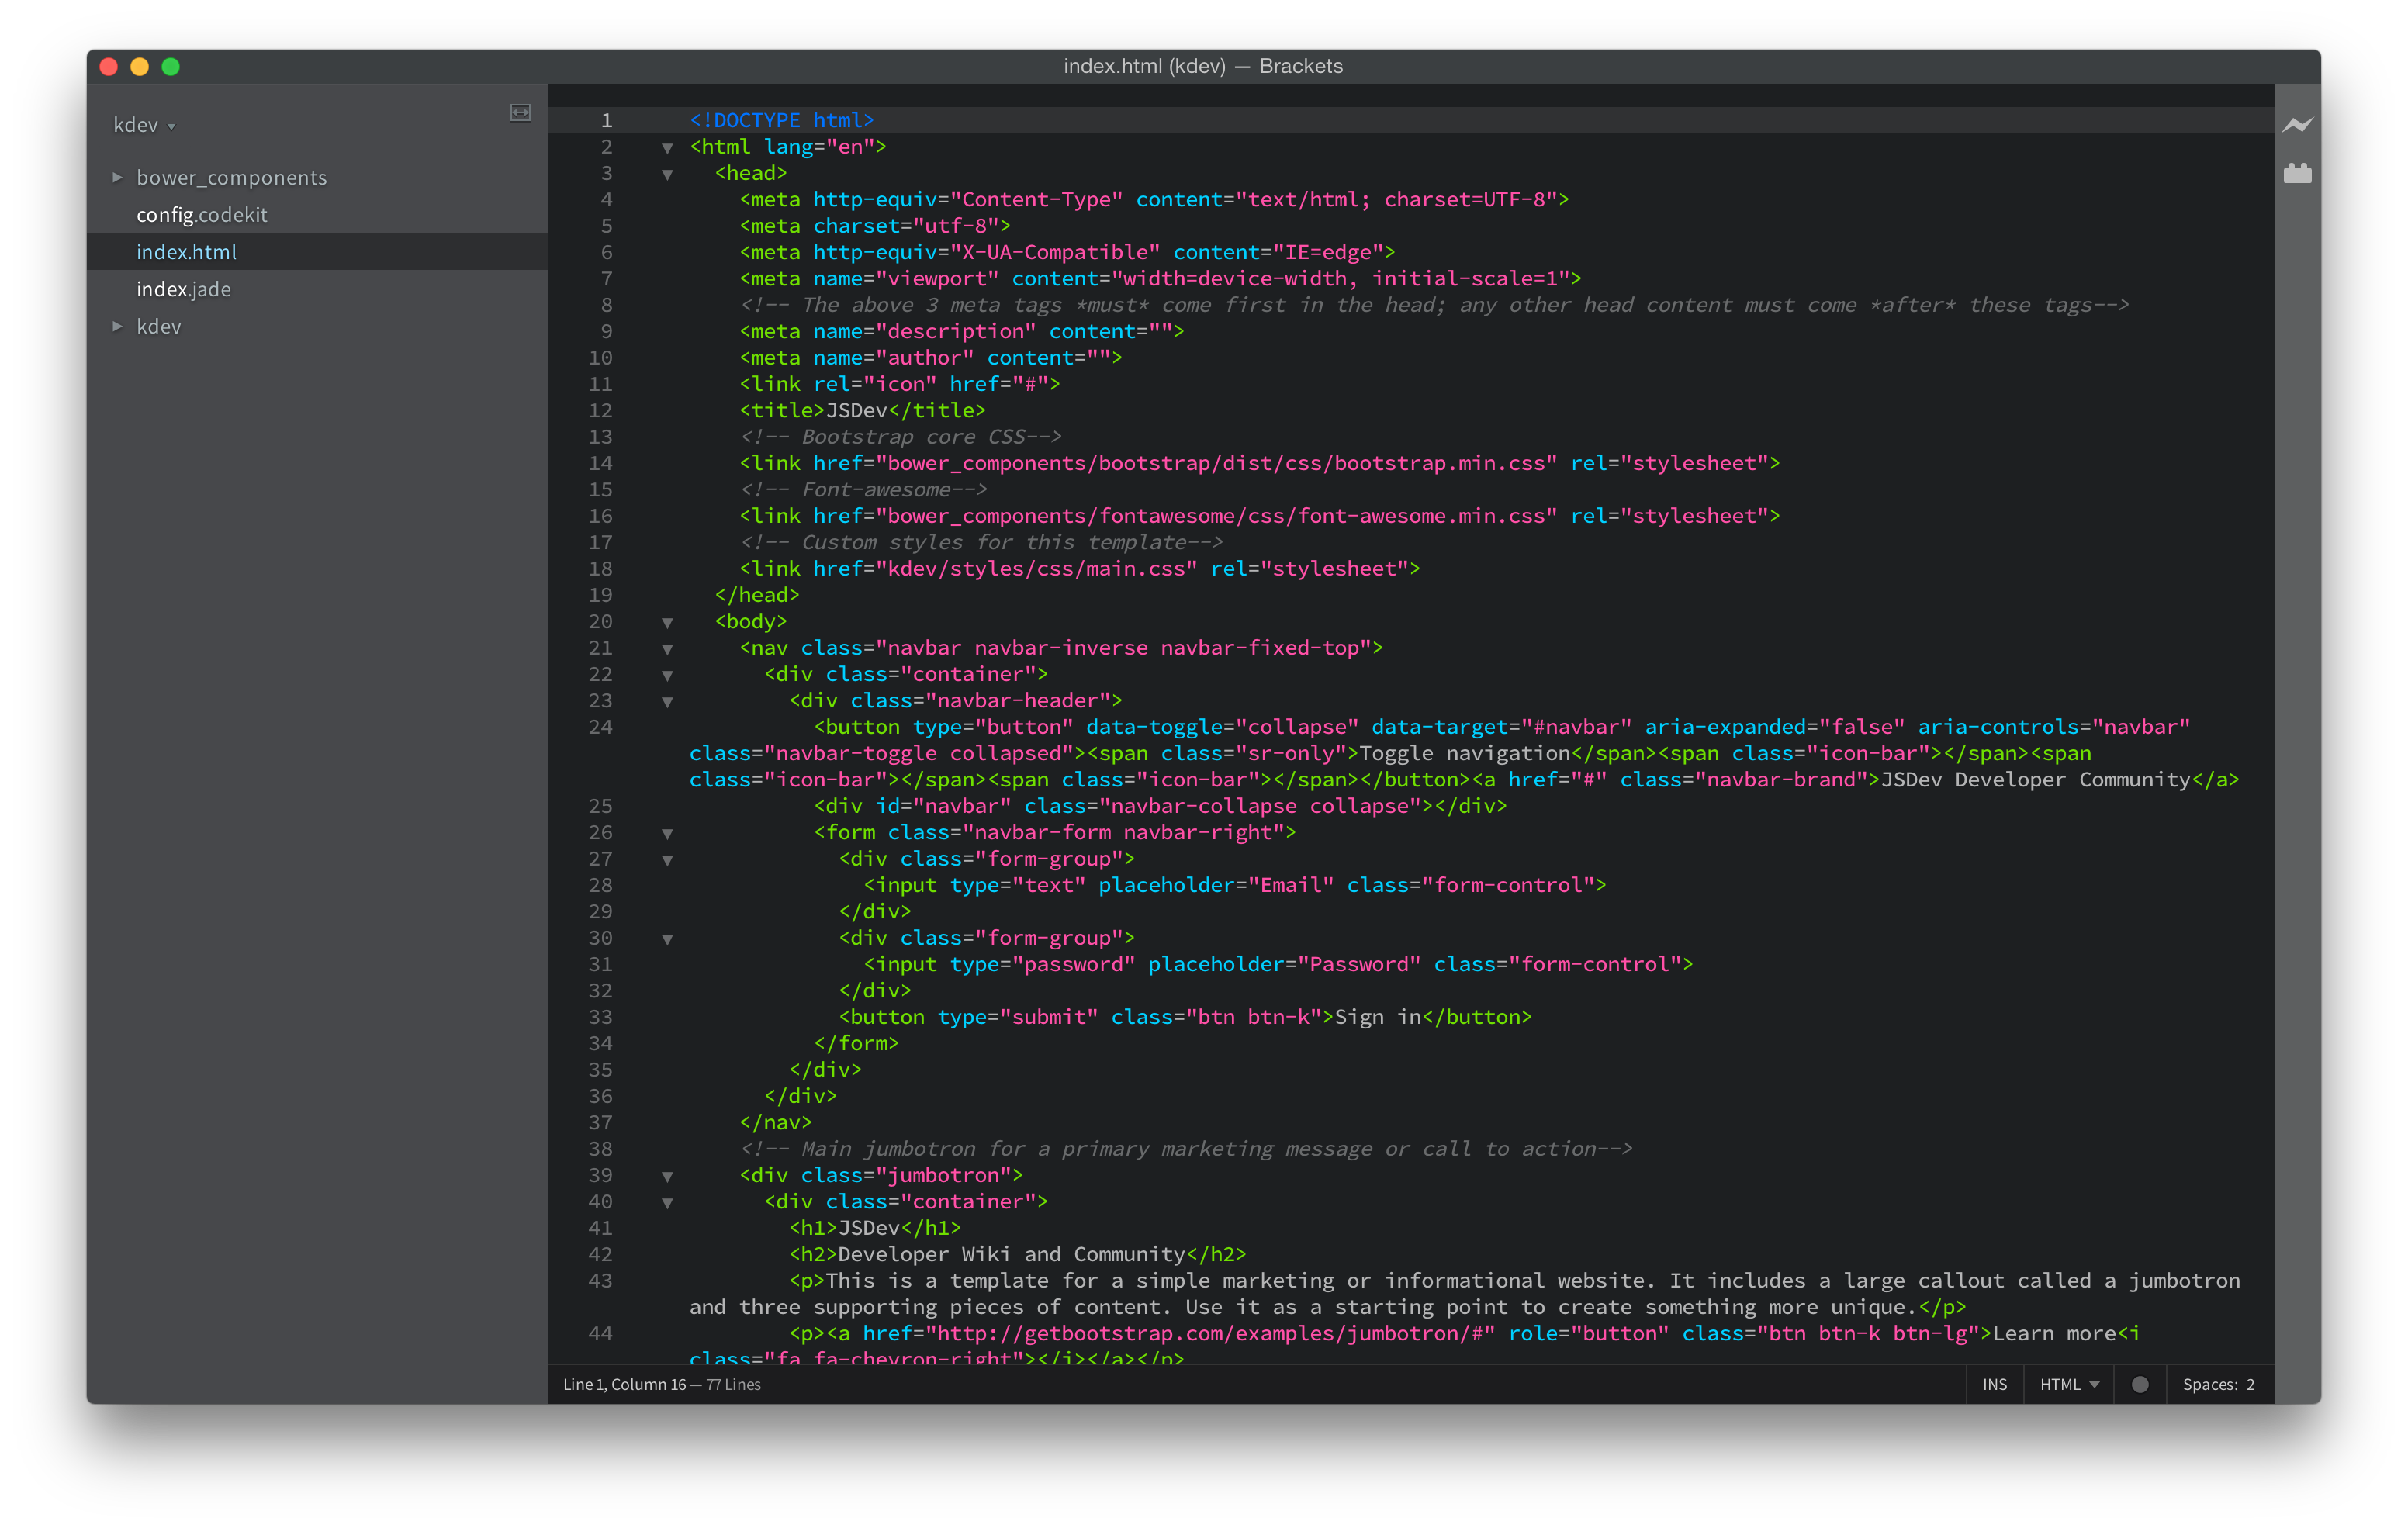 index.html (kdev) — Brackets
kdev
bower_components
config.codekit
index.html
index.jade
kdev
1 <!DOCTYPE html>
2 <html lang="en">
3 <head>
4 <meta http-equiv="Content-Type" content="text/html; charset=UTF-8">
5 <meta charset="utf-8">
6 <meta http-equiv="X-UA-Compatible" content="IE=edge">
7 <meta name="viewport" content="width=device-width, initial-scale=1">
8 <!-- The above 3 meta tags *must* come first in the head; any other head content must come *after* these tags-->
9 <meta name="description" content="">
10 <meta name="author" content="">
11 <link rel="icon" href="#">
12 <title>JSDev</title>
13 <!-- Bootstrap core CSS-->
14 <link href="bower_components/bootstrap/dist/css/bootstrap.min.css" rel="stylesheet">
15 <!-- Font-awesome-->
16 <link href="bower_components/fontawesome/css/font-awesome.min.css" rel="stylesheet">
17 <!-- Custom styles for this template-->
18 <link href="kdev/styles/css/main.css" rel="stylesheet">
19 </head>
20 <body>
21 <nav class="navbar navbar-inverse navbar-fixed-top">
22 <div class="container">
23 <div class="navbar-header">
24 <button type="button" data-toggle="collapse" data-target="#navbar" aria-expanded="false" aria-controls="navbar"
class="navbar-toggle collapsed"><span class="sr-only">Toggle navigation</span><span class="icon-bar"></span><span
class="icon-bar"></span><span class="icon-bar"></span></button><a href="#" class="navbar-brand">JSDev Developer Community</a>
25 <div id="navbar" class="navbar-collapse collapse"></div>
26 <form class="navbar-form navbar-right">
27 <div class="form-group">
28 <input type="text" placeholder="Email" class="form-control">
29 </div>
30 <div class="form-group">
31 <input type="password" placeholder="Password" class="form-control">
32 </div>
33 <button type="submit" class="btn btn-k">Sign in</button>
34 </form>
35 </div>
36 </div>
37 </nav>
38 <!-- Main jumbotron for a primary marketing message or call to action-->
39 <div class="jumbotron">
40 <div class="container">
41 <h1>JSDev</h1>
42 <h2>Developer Wiki and Community</h2>
43 <p>This is a template for a simple marketing or informational website. It includes a large callout called a jumbotron
and three supporting pieces of content. Use it as a starting point to create something more unique.</p>
44 <p><a href="http://getbootstrap.com/examples/jumbotron/#" role="button" class="btn btn-k btn-lg">Learn more<i
class="fa fa-chevron-right"></i></a></p>
Line 1, Column 16 — 77 Lines
INS
HTML
Spaces: 2